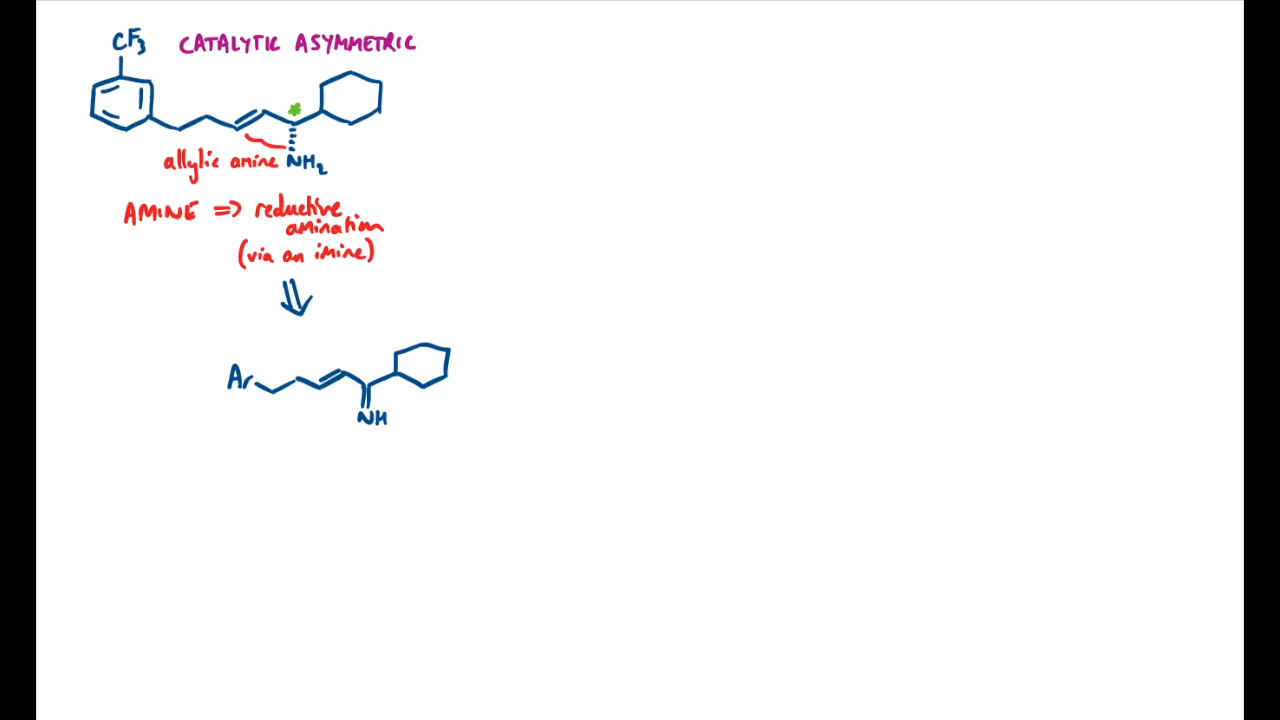 CF₃ CATALYTIC ASYMMETRIC
allylic amine NH₂
AMINE => reductive
amination
(via an imine)
Ar
NH